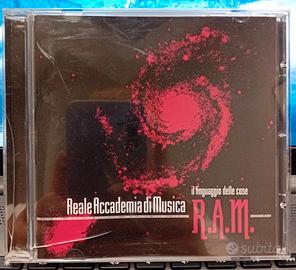 il linguaggio delle cose
Reale Accademia di Musica
R.A.M.
subito